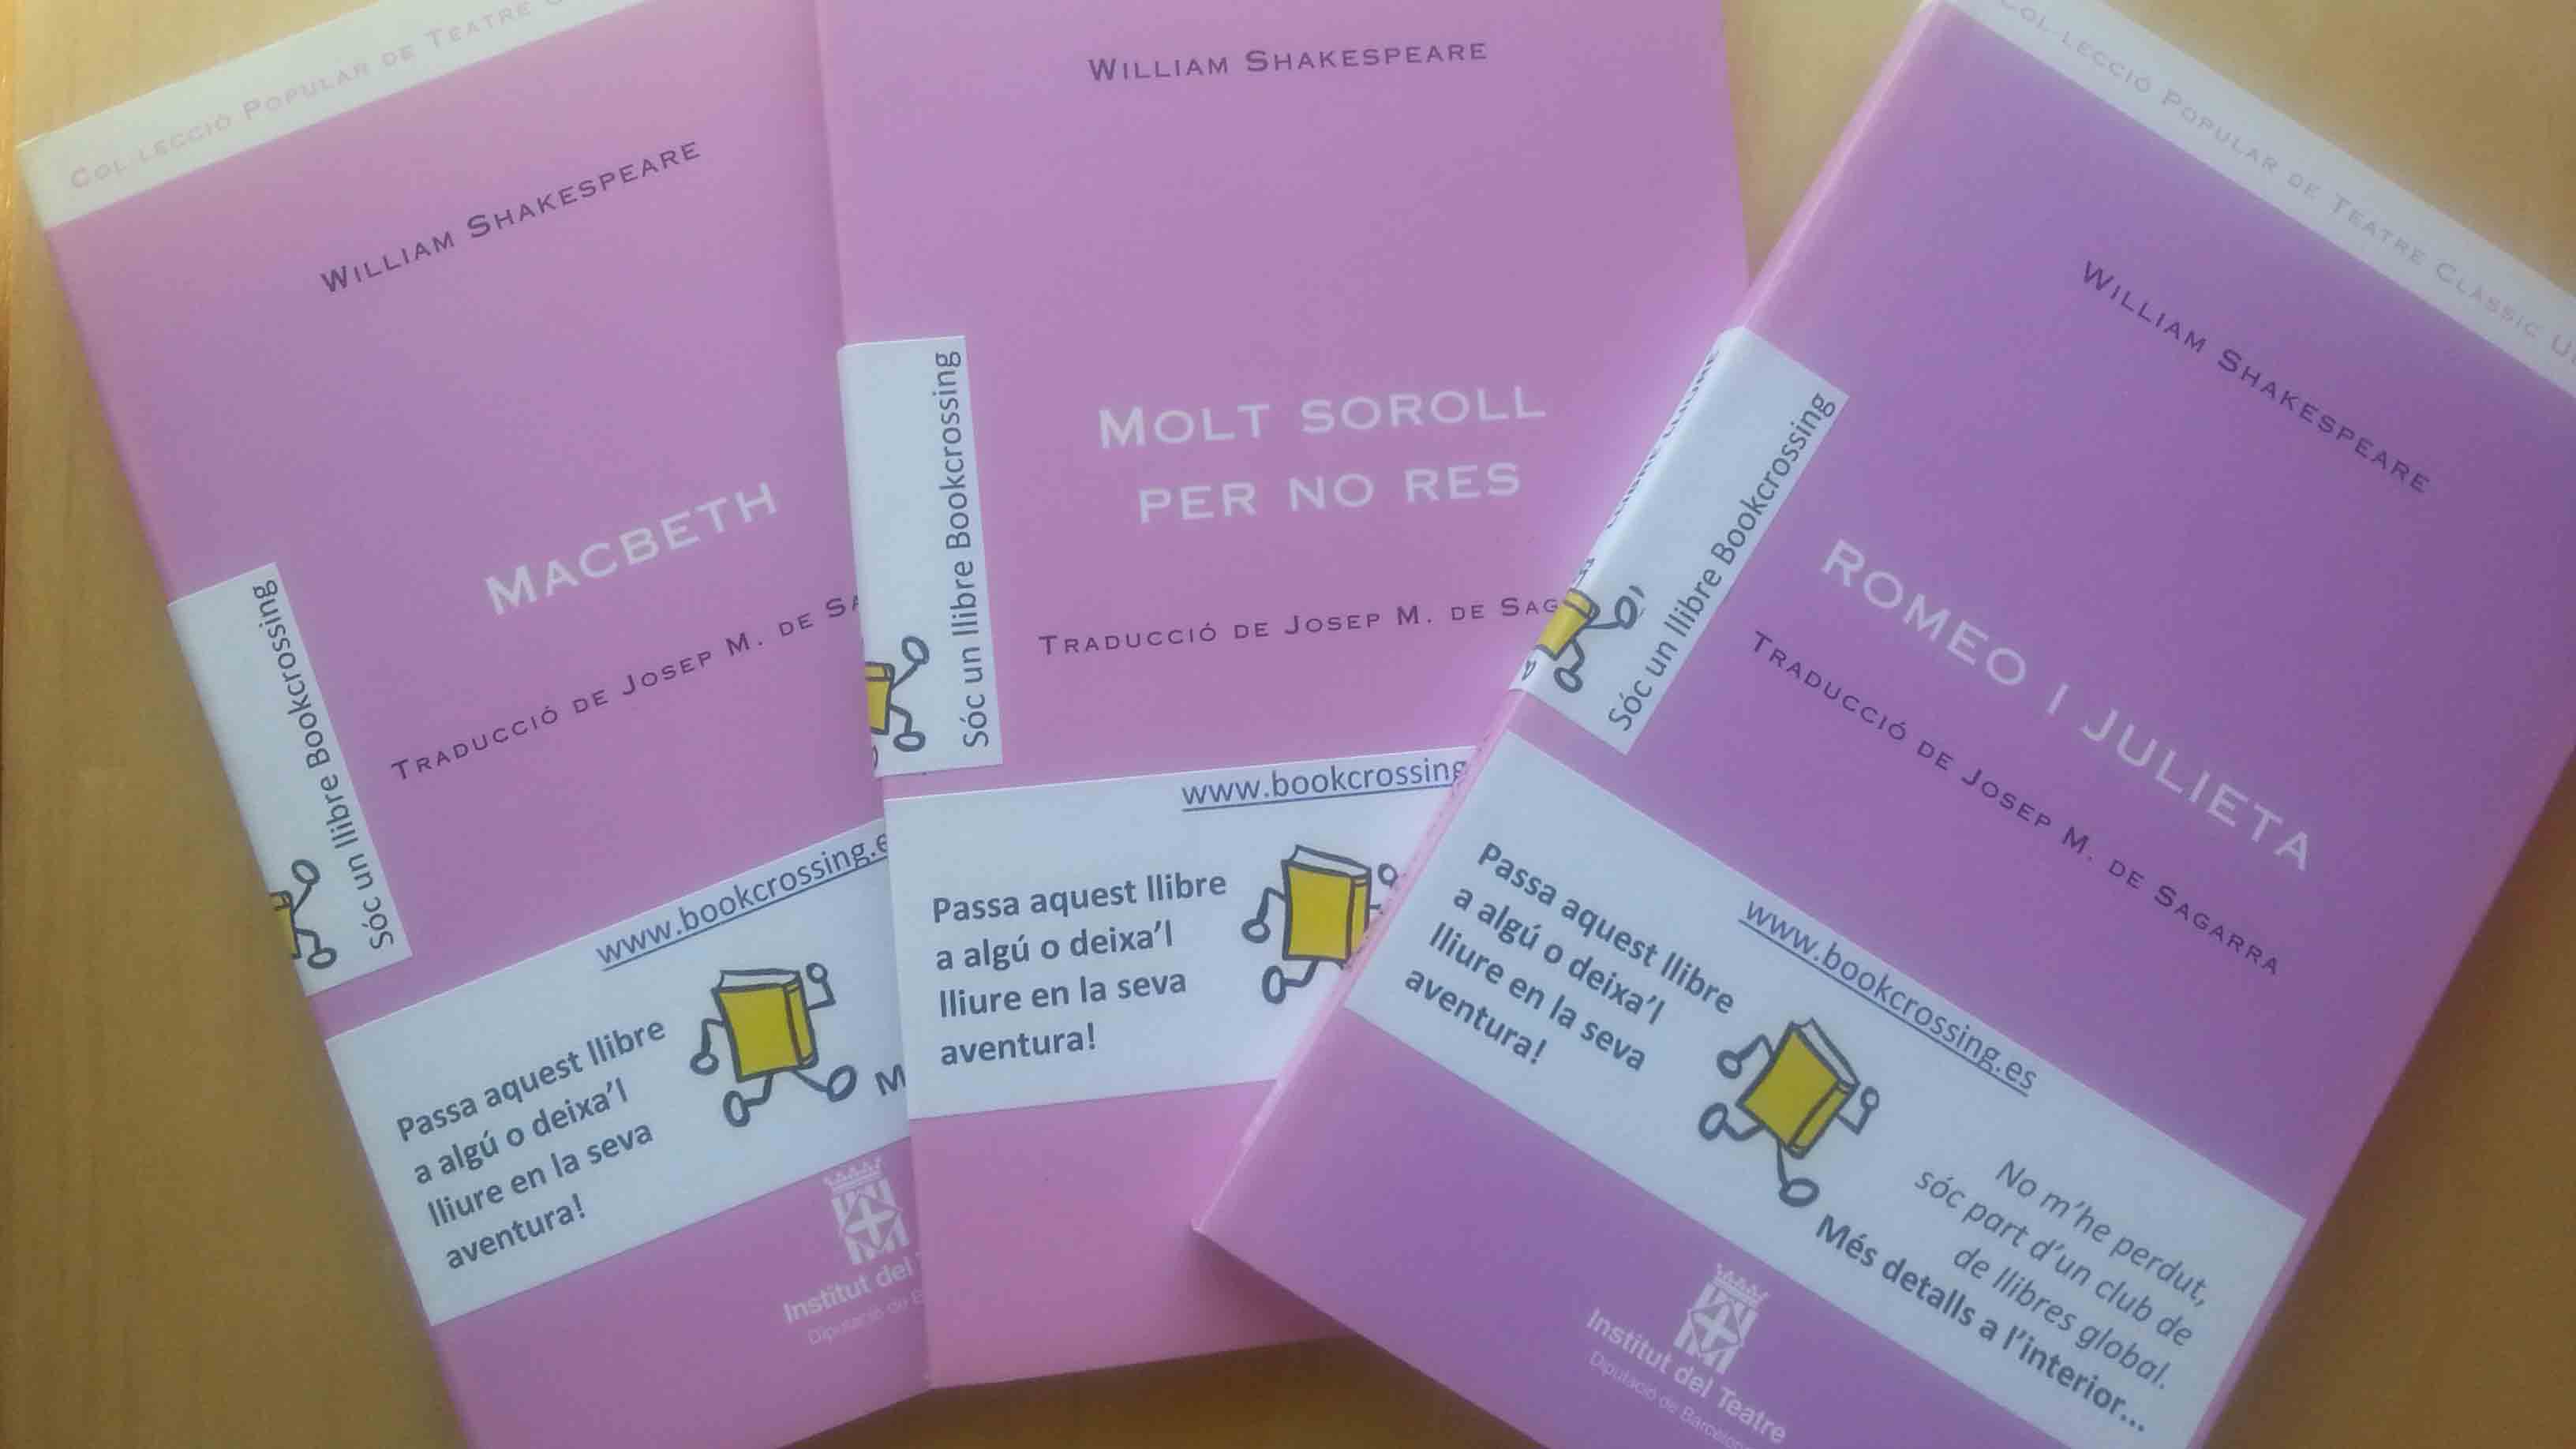 COL·LECCIÓ POPULAR DE TEATRE
WILLIAM SHAKESPEARE
MACBETH
TRADUCCIÓ DE JOSEP M. DE SA
Sóc un llibre Bookcrossing
www.bookcrossing.e
Passa aquest llibre
a algú o deixa'l
lliure en la seva
aventura!
M
Institut del
Diputació de B
WILLIAM SHAKESPEARE
MOLT SOROLL
PER NO RES
TRADUCCIÓ DE JOSEP M. DE SAG
Sóc un llibre Bookcrossing
www.bookcrossing
Passa aquest llibre
a algú o deixa'l
lliure en la seva
aventura!
COL·LECCIÓ POPULAR DE TEATRE CLÀSSIC U
WILLIAM SHAKESPEARE
ROMEO I JULIETA
TRADUCCIÓ DE JOSEP M. DE SAGARRA
Sóc un llibre Bookcrossing
www.bookcrossing.es
Passa aquest llibre
a algú o deixa'l
lliure en la seva
aventura!
No m'he perdut,
sóc part d'un club de
de llibres global.
Més detalls a l'interior...
Institut del Teatre
Diputació de Barcelon